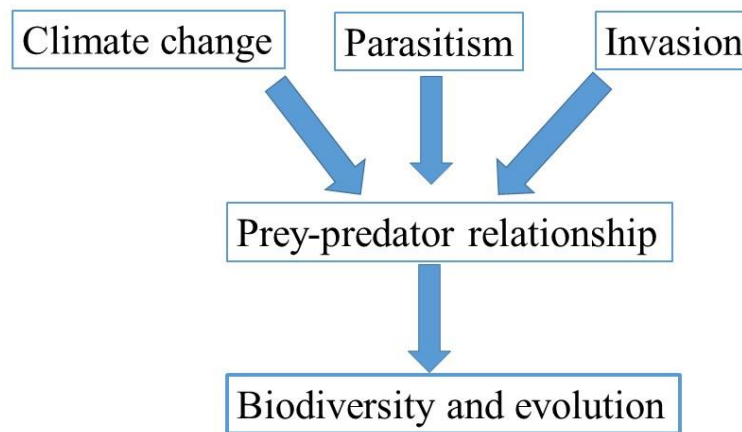 Climate change
Parasitism
Invasion
Prey-predator relationship
Biodiversity and evolution